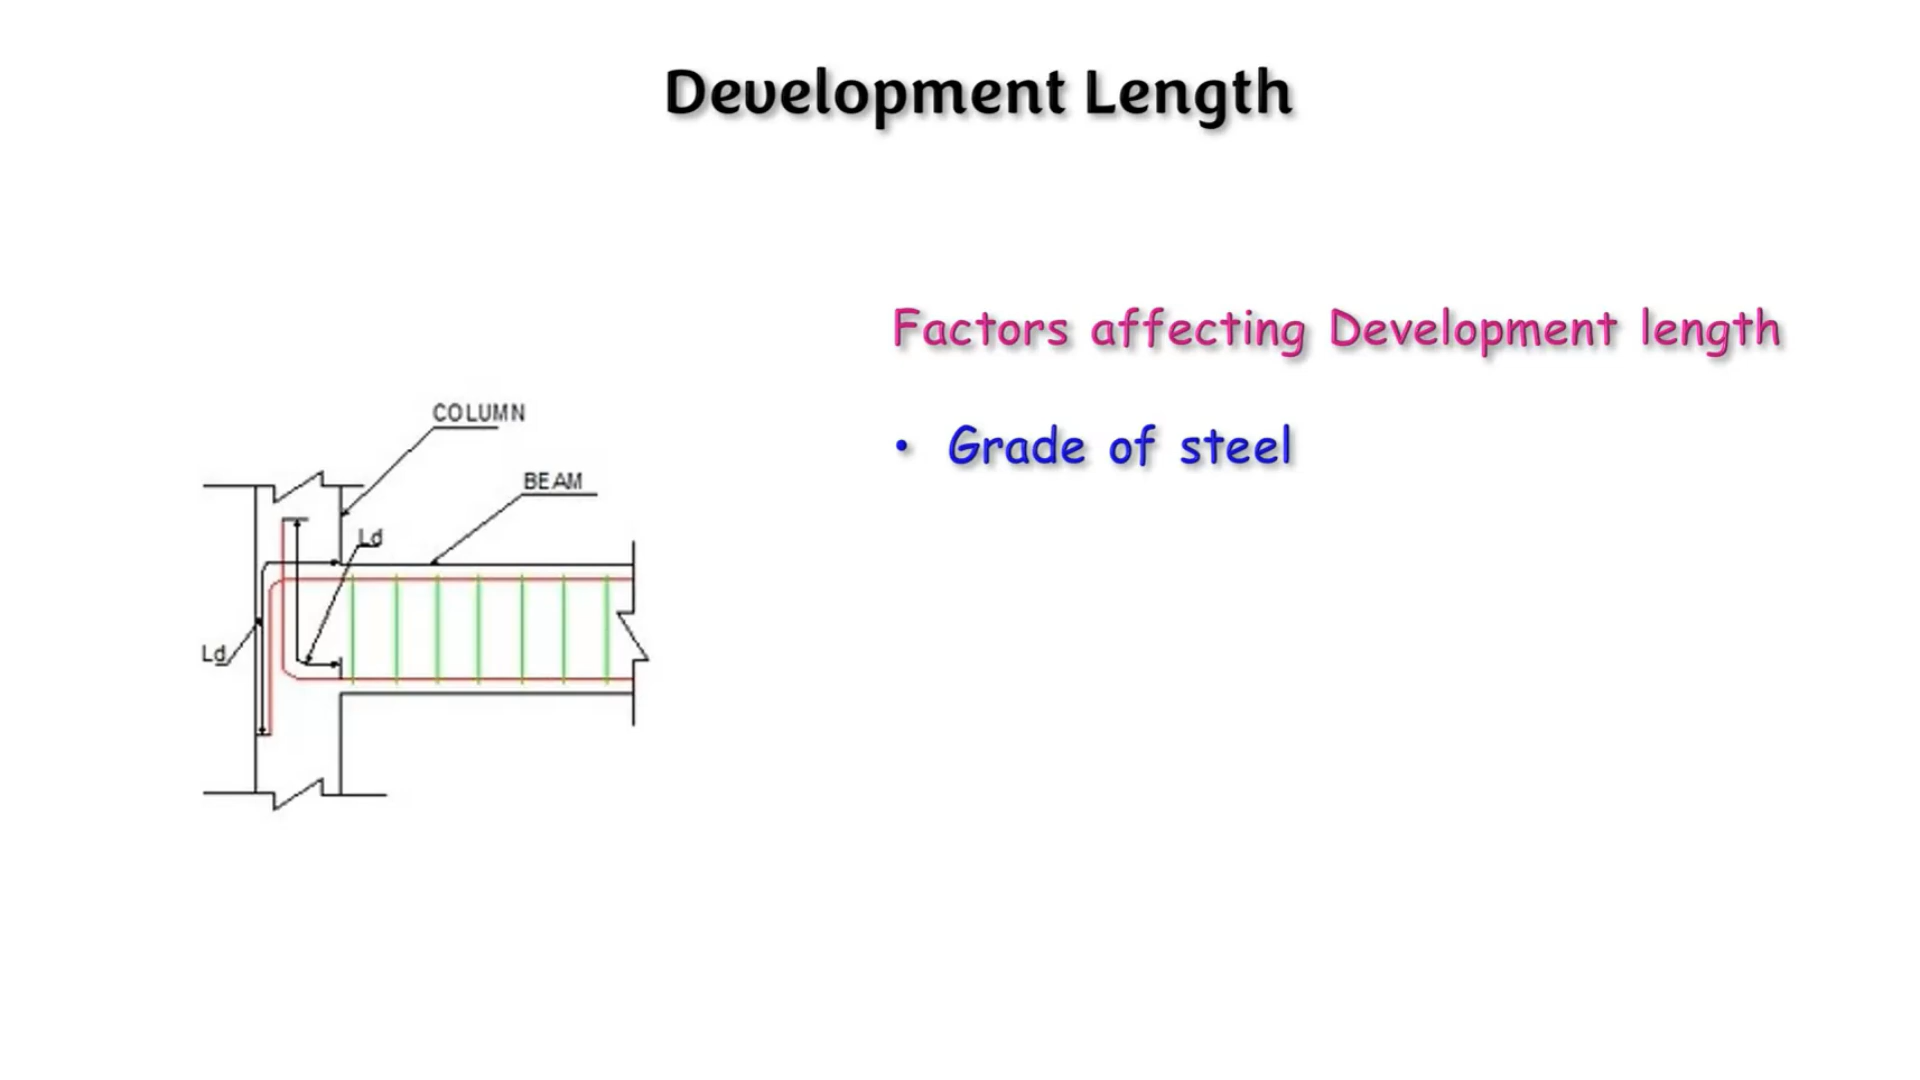 Development Length
Factors affecting Development length
• Grade of steel
COLUMN
BEAM
Ld
Ld